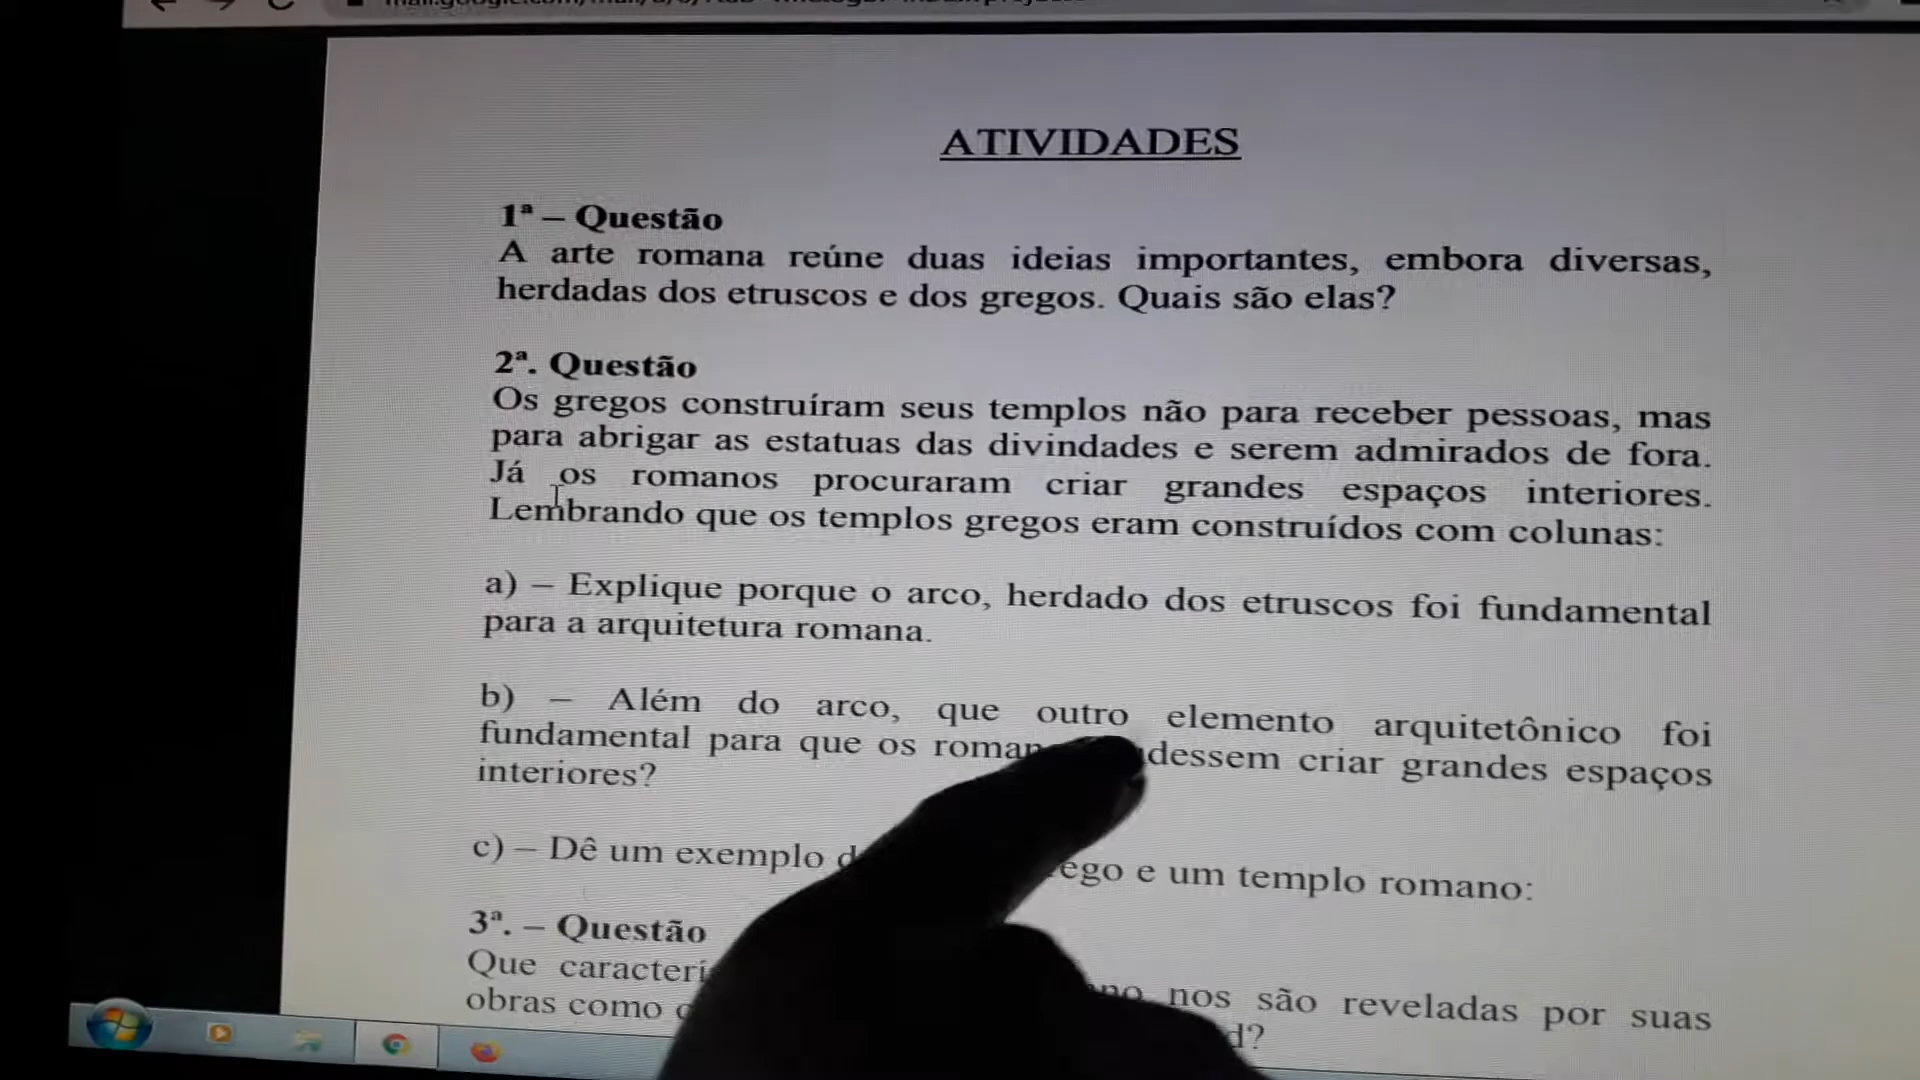 ATIVIDADES
1ª – Questão
A arte romana reúne duas ideias importantes, embora diversas,
herdadas dos etruscos e dos gregos. Quais são elas?
2ª. Questão
Os gregos construíram seus templos não para receber pessoas, mas
para abrigar as estatuas das divindades e serem admirados de fora.
Já os romanos procuraram criar grandes espaços interiores.
Lembrando que os templos gregos eram construídos com colunas:
a) – Explique porque o arco, herdado dos etruscos foi fundamental
para a arquitetura romana.
b) – Além do arco, que outro elemento arquitetônico foi
fundamental para que os criar grandes espaços
interiores?
c) – Dê um exemplo e um templo romano:
3ª. – Questão
Que nos são reveladas por suas
obras como